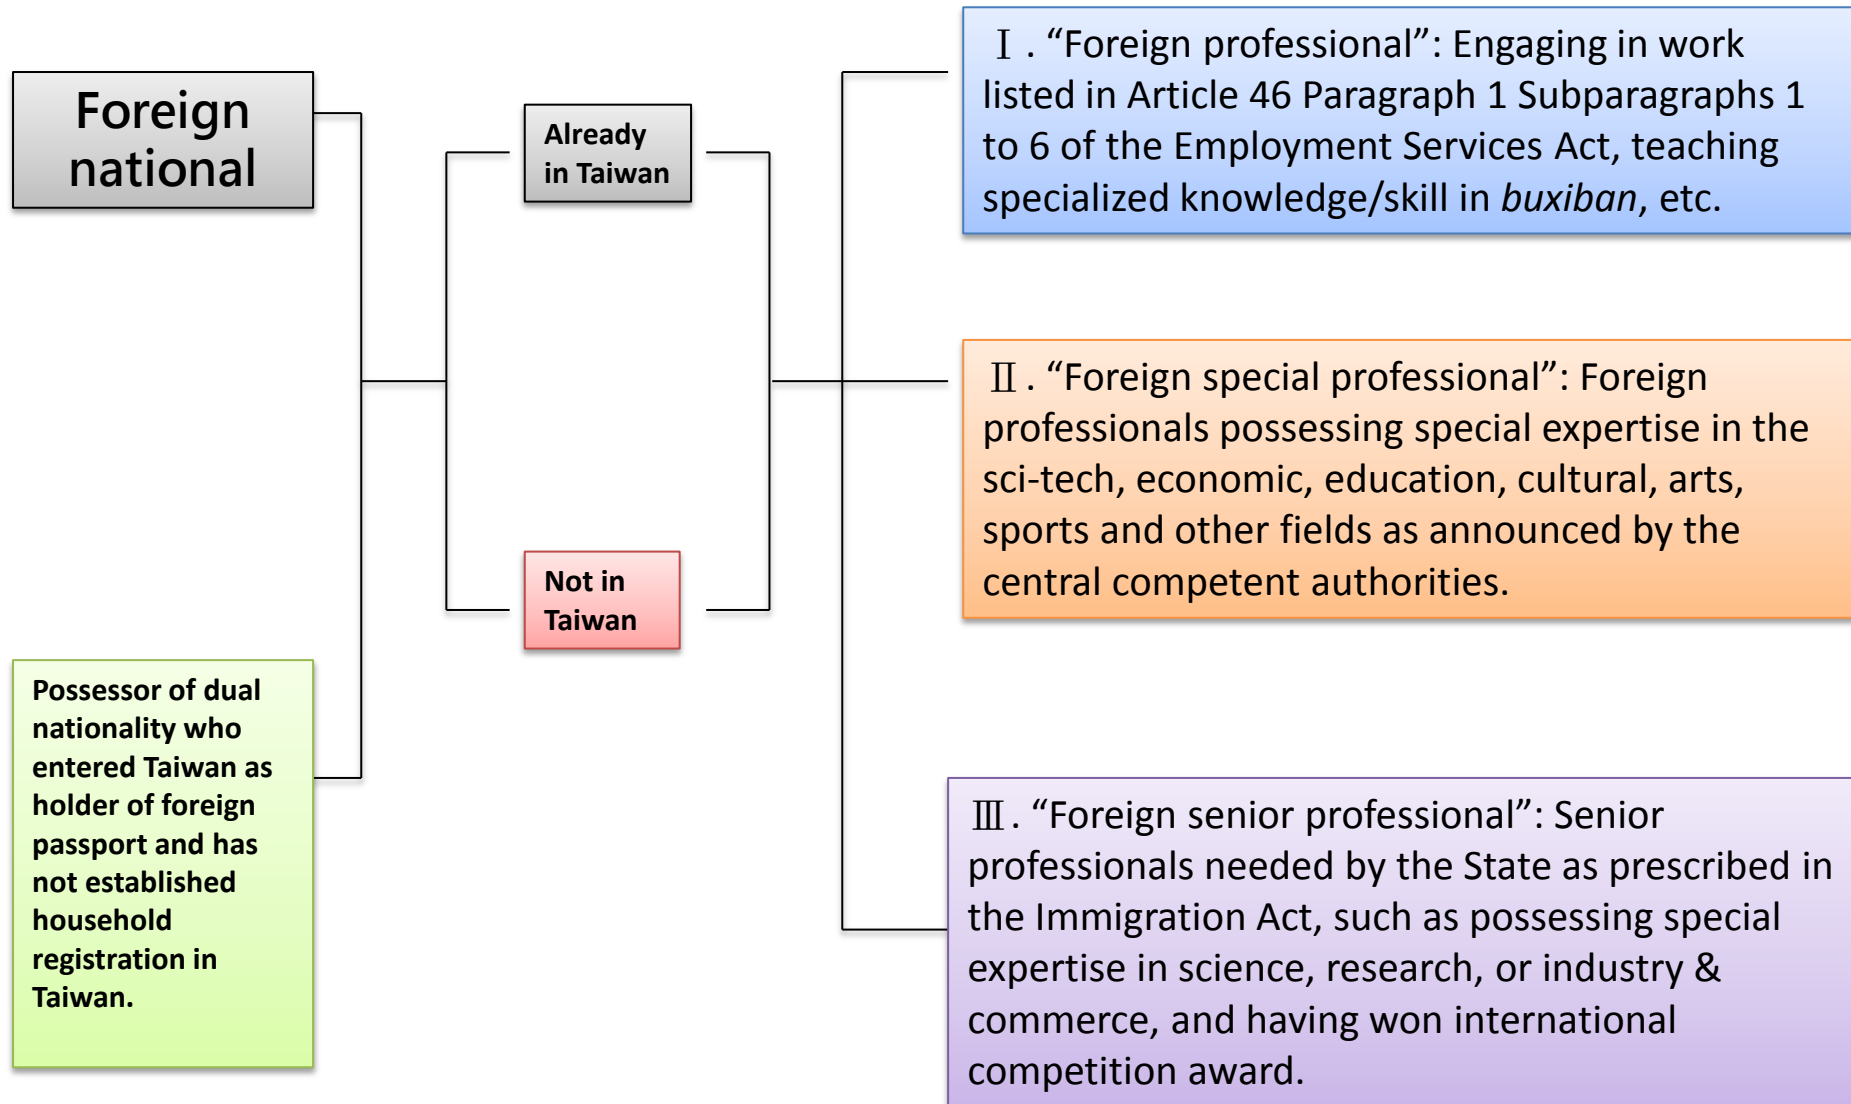 Foreign
national
Possessor of dual
nationality who
entered Taiwan as
holder of foreign
passport and has
not established
household
registration in
Taiwan.
Already
in Taiwan
Not in
Taiwan
Ⅰ. “Foreign professional”: Engaging in work
listed in Article 46 Paragraph 1 Subparagraphs 1
to 6 of the Employment Services Act, teaching
specialized knowledge/skill in buxiban, etc.
Ⅱ. “Foreign special professional”: Foreign
professionals possessing special expertise in the
sci-tech, economic, education, cultural, arts,
sports and other fields as announced by the
central competent authorities.
Ⅲ. “Foreign senior professional”: Senior
professionals needed by the State as prescribed in
the Immigration Act, such as possessing special
expertise in science, research, or industry &
commerce, and having won international
competition award.